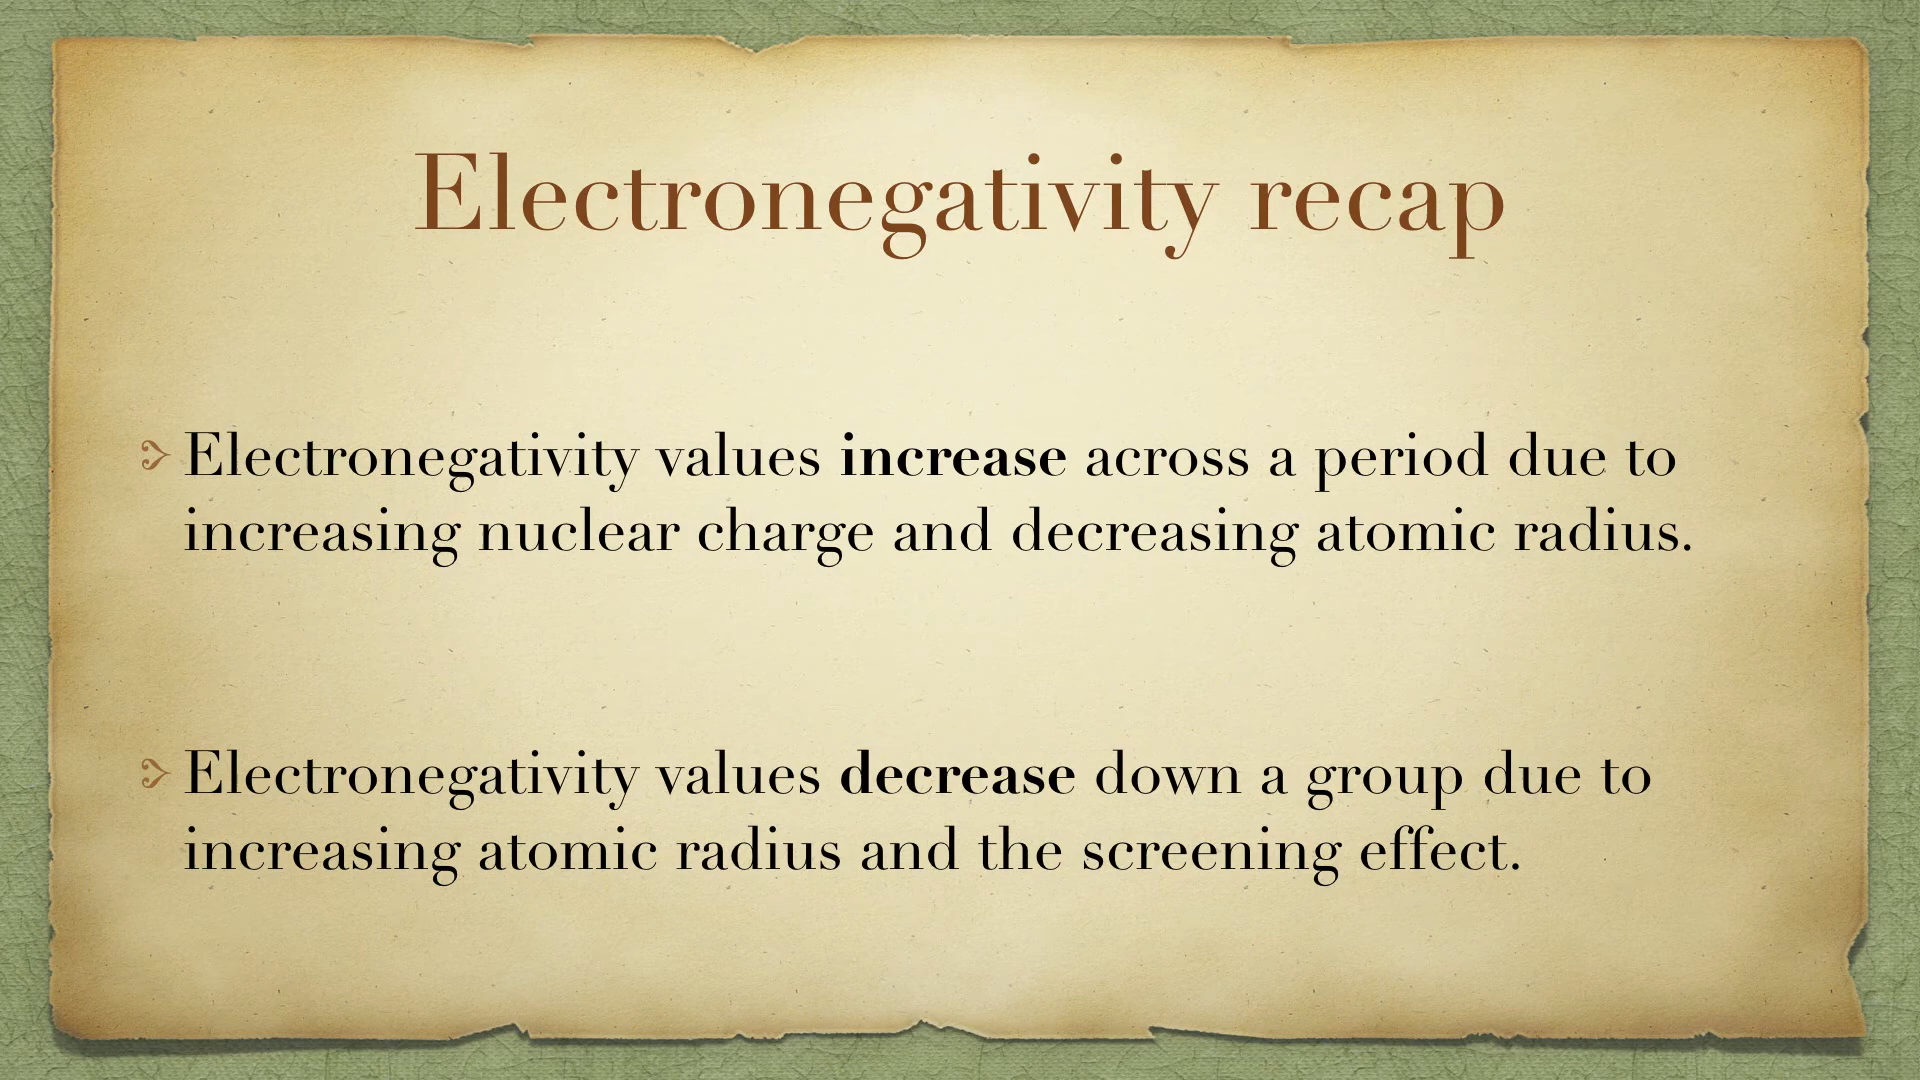 Electronegativity recap
Electronegativity values increase across a period due to
increasing nuclear charge and decreasing atomic radius.
Electronegativity values decrease down a group due to
increasing atomic radius and the screening effect.